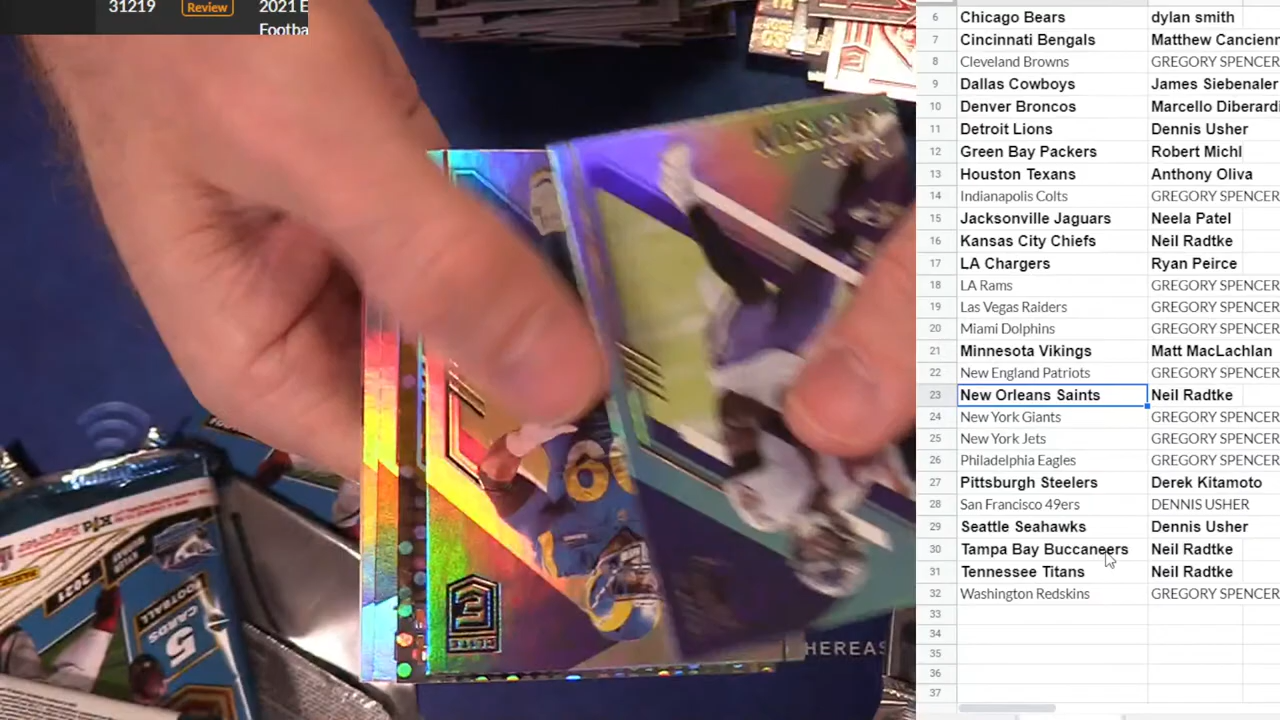 31219 Review 2021 E
Footba
6 Chicago Bears dylan smith
7 Cincinnati Bengals Matthew Cancienn
8 Cleveland Browns GREGORY SPENCER
9 Dallas Cowboys James Siebenaler
10 Denver Broncos Marcello Diberardi
11 Detroit Lions Dennis Usher
12 Green Bay Packers Robert Michl
13 Houston Texans Anthony Oliva
14 Indianapolis Colts GREGORY SPENCER
15 Jacksonville Jaguars Neela Patel
16 Kansas City Chiefs Neil Radtke
17 LA Chargers Ryan Peirce
18 LA Rams GREGORY SPENCER
19 Las Vegas Raiders GREGORY SPENCER
20 Miami Dolphins GREGORY SPENCER
21 Minnesota Vikings Matt MacLachlan
22 New England Patriots GREGORY SPENCER
23 New Orleans Saints Neil Radtke
24 New York Giants GREGORY SPENCER
25 New York Jets GREGORY SPENCER
26 Philadelphia Eagles GREGORY SPENCER
27 Pittsburgh Steelers Derek Kitamoto
28 San Francisco 49ers DENNIS USHER
29 Seattle Seahawks Dennis Usher
30 Tampa Bay Buccaneers Neil Radtke
31 Tennessee Titans Neil Radtke
32 Washington Redskins GREGORY SPENCER
33
34
35
36
37
HEREAS
2021
FOOTBALL
5 CARDS